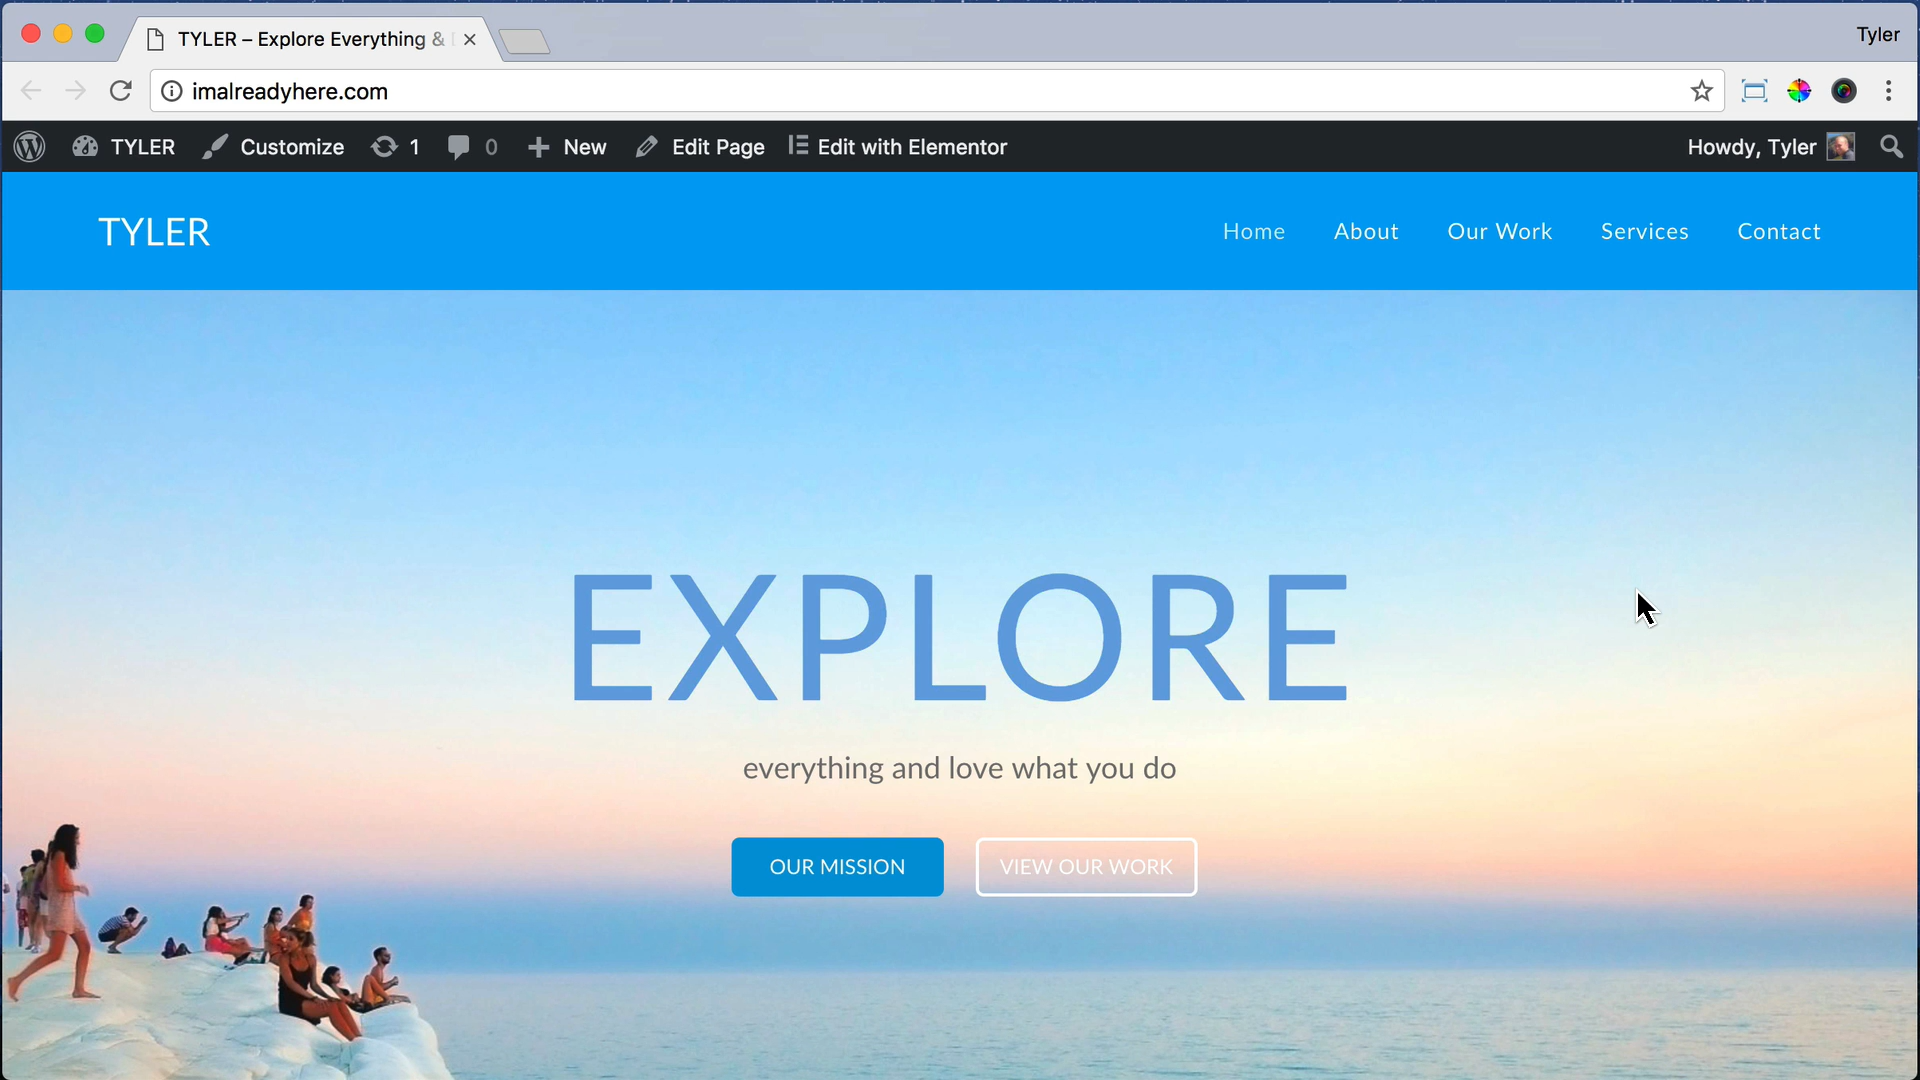 TYLER – Explore Everything &
Tyler
imalreadyhere.com
TYLER Customize 1 0 New Edit Page Edit with Elementor Howdy, Tyler
TYLER Home About Our Work Services Contact
EXPLORE
everything and love what you do
OUR MISSION VIEW OUR WORK